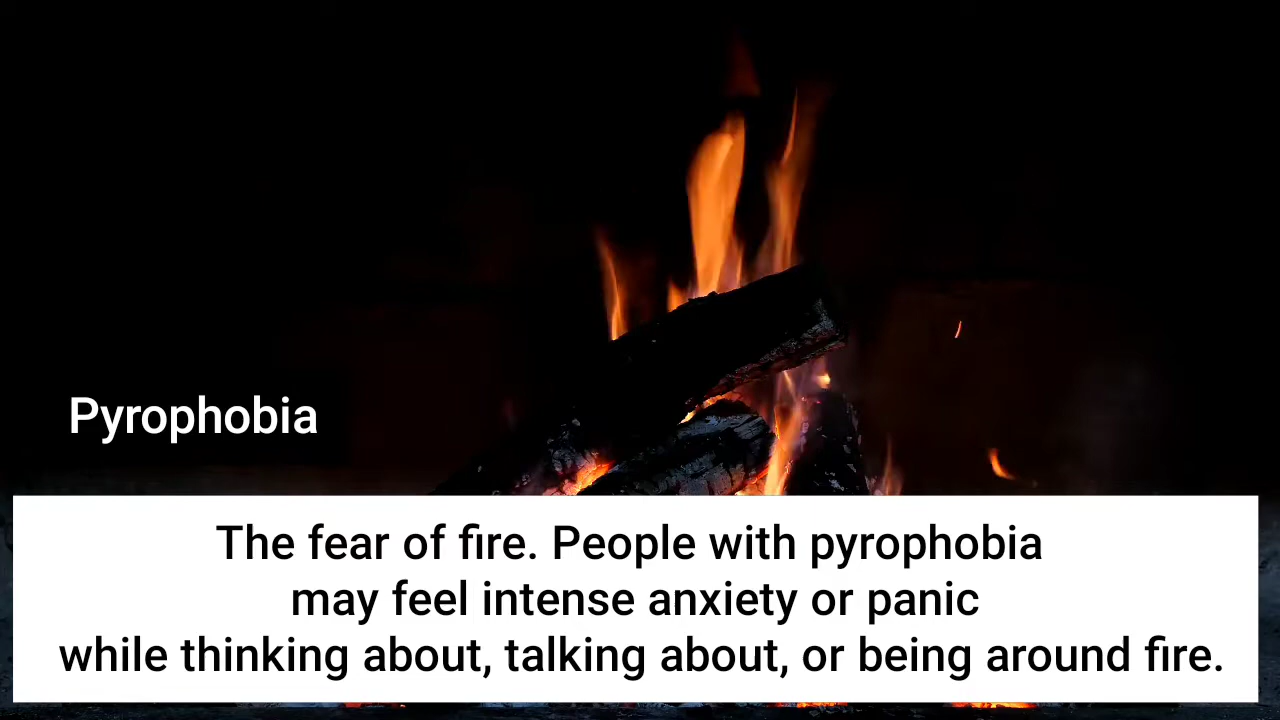 Pyrophobia
The fear of fire. People with pyrophobia
may feel intense anxiety or panic
while thinking about, talking about, or being around fire.